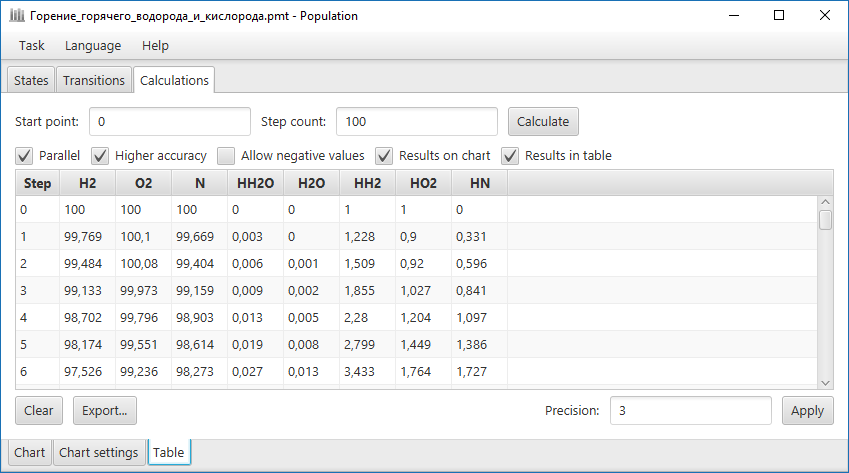 Горение_горячего_водорода_и_кислорода.pmt - Population
Task Language Help
States Transitions Calculations
Start point: 0 Step count: 100 Calculate
Parallel Higher accuracy Allow negative values Results on chart Results in table
Step H2 O2 N HH2O H2O HH2 HO2 HN
0 100 100 100 0 0 1 1 0
1 99,769 100,1 99,669 0,003 0 1,228 0,9 0,331
2 99,484 100,08 99,404 0,006 0,001 1,509 0,92 0,596
3 99,133 99,973 99,159 0,009 0,002 1,855 1,027 0,841
4 98,702 99,796 98,903 0,013 0,005 2,28 1,204 1,097
5 98,174 99,551 98,614 0,019 0,008 2,799 1,449 1,386
6 97,526 99,236 98,273 0,027 0,013 3,433 1,764 1,727
Clear Export... Precision: 3 Apply
Chart Chart settings Table